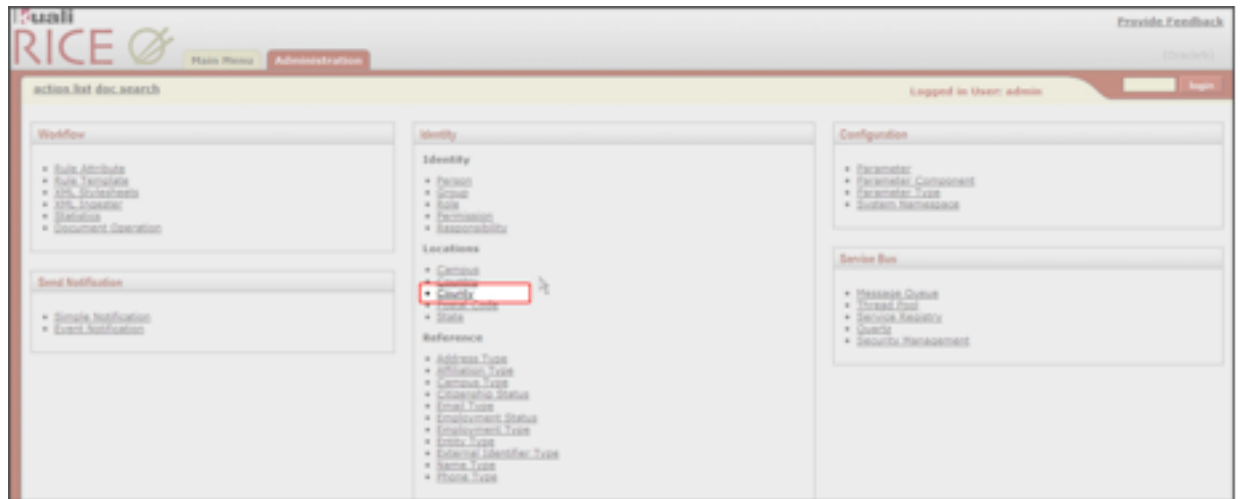 Kuali
RICE
Provide Feedback
Main Menu
Administration
action list doc search
Logged in User: admin
login
Workflow
Rule Attribute
Rule Template
XML Stylesheets
XML Ingester
Statistics
Document Operation
Send Notification
Simple Notification
Event Notification
Identity
Identity
Person
Group
Role
Permission
Responsibility
Locations
Campus
Country
County
Postal Code
State
Reference
Address Type
Affiliation Type
Campus Type
Citizenship Status
Email Type
Employment Status
Employment Type
Entity Type
External Identifier Type
Name Type
Phone Type
Configuration
Parameter
Parameter Component
Parameter Type
System Namespace
Service Bus
Message Queue
Thread Pool
Service Registry
Quartz
Security Management